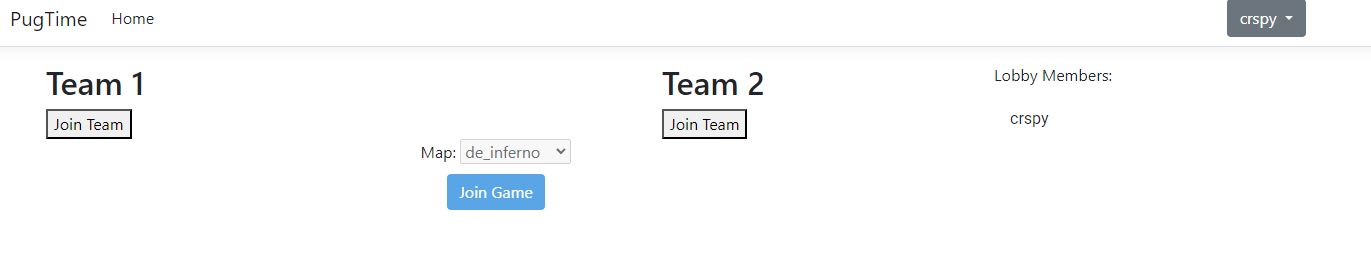 PugTime Home crspy
Team 1 Team 2 Lobby Members:
Join Team Join Team crspy
Map: de_inferno
Join Game